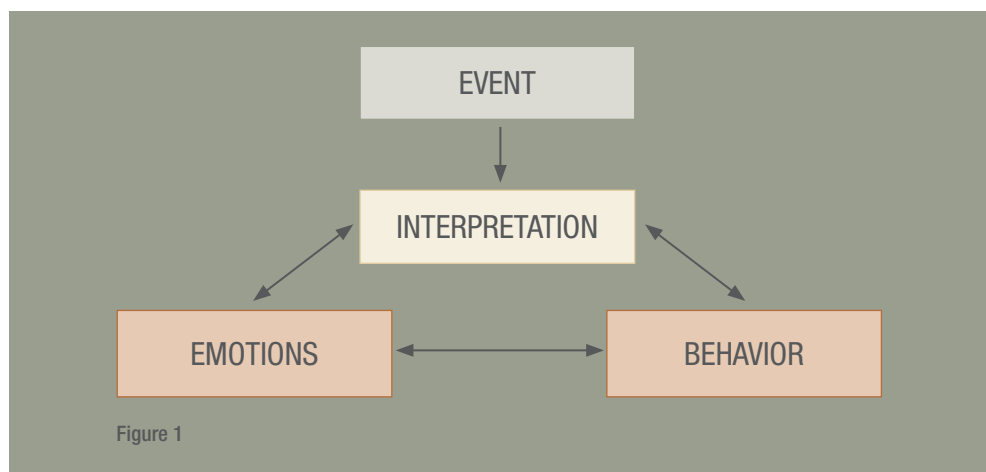 EVENT
INTERPRETATION
EMOTIONS
BEHAVIOR
Figure 1